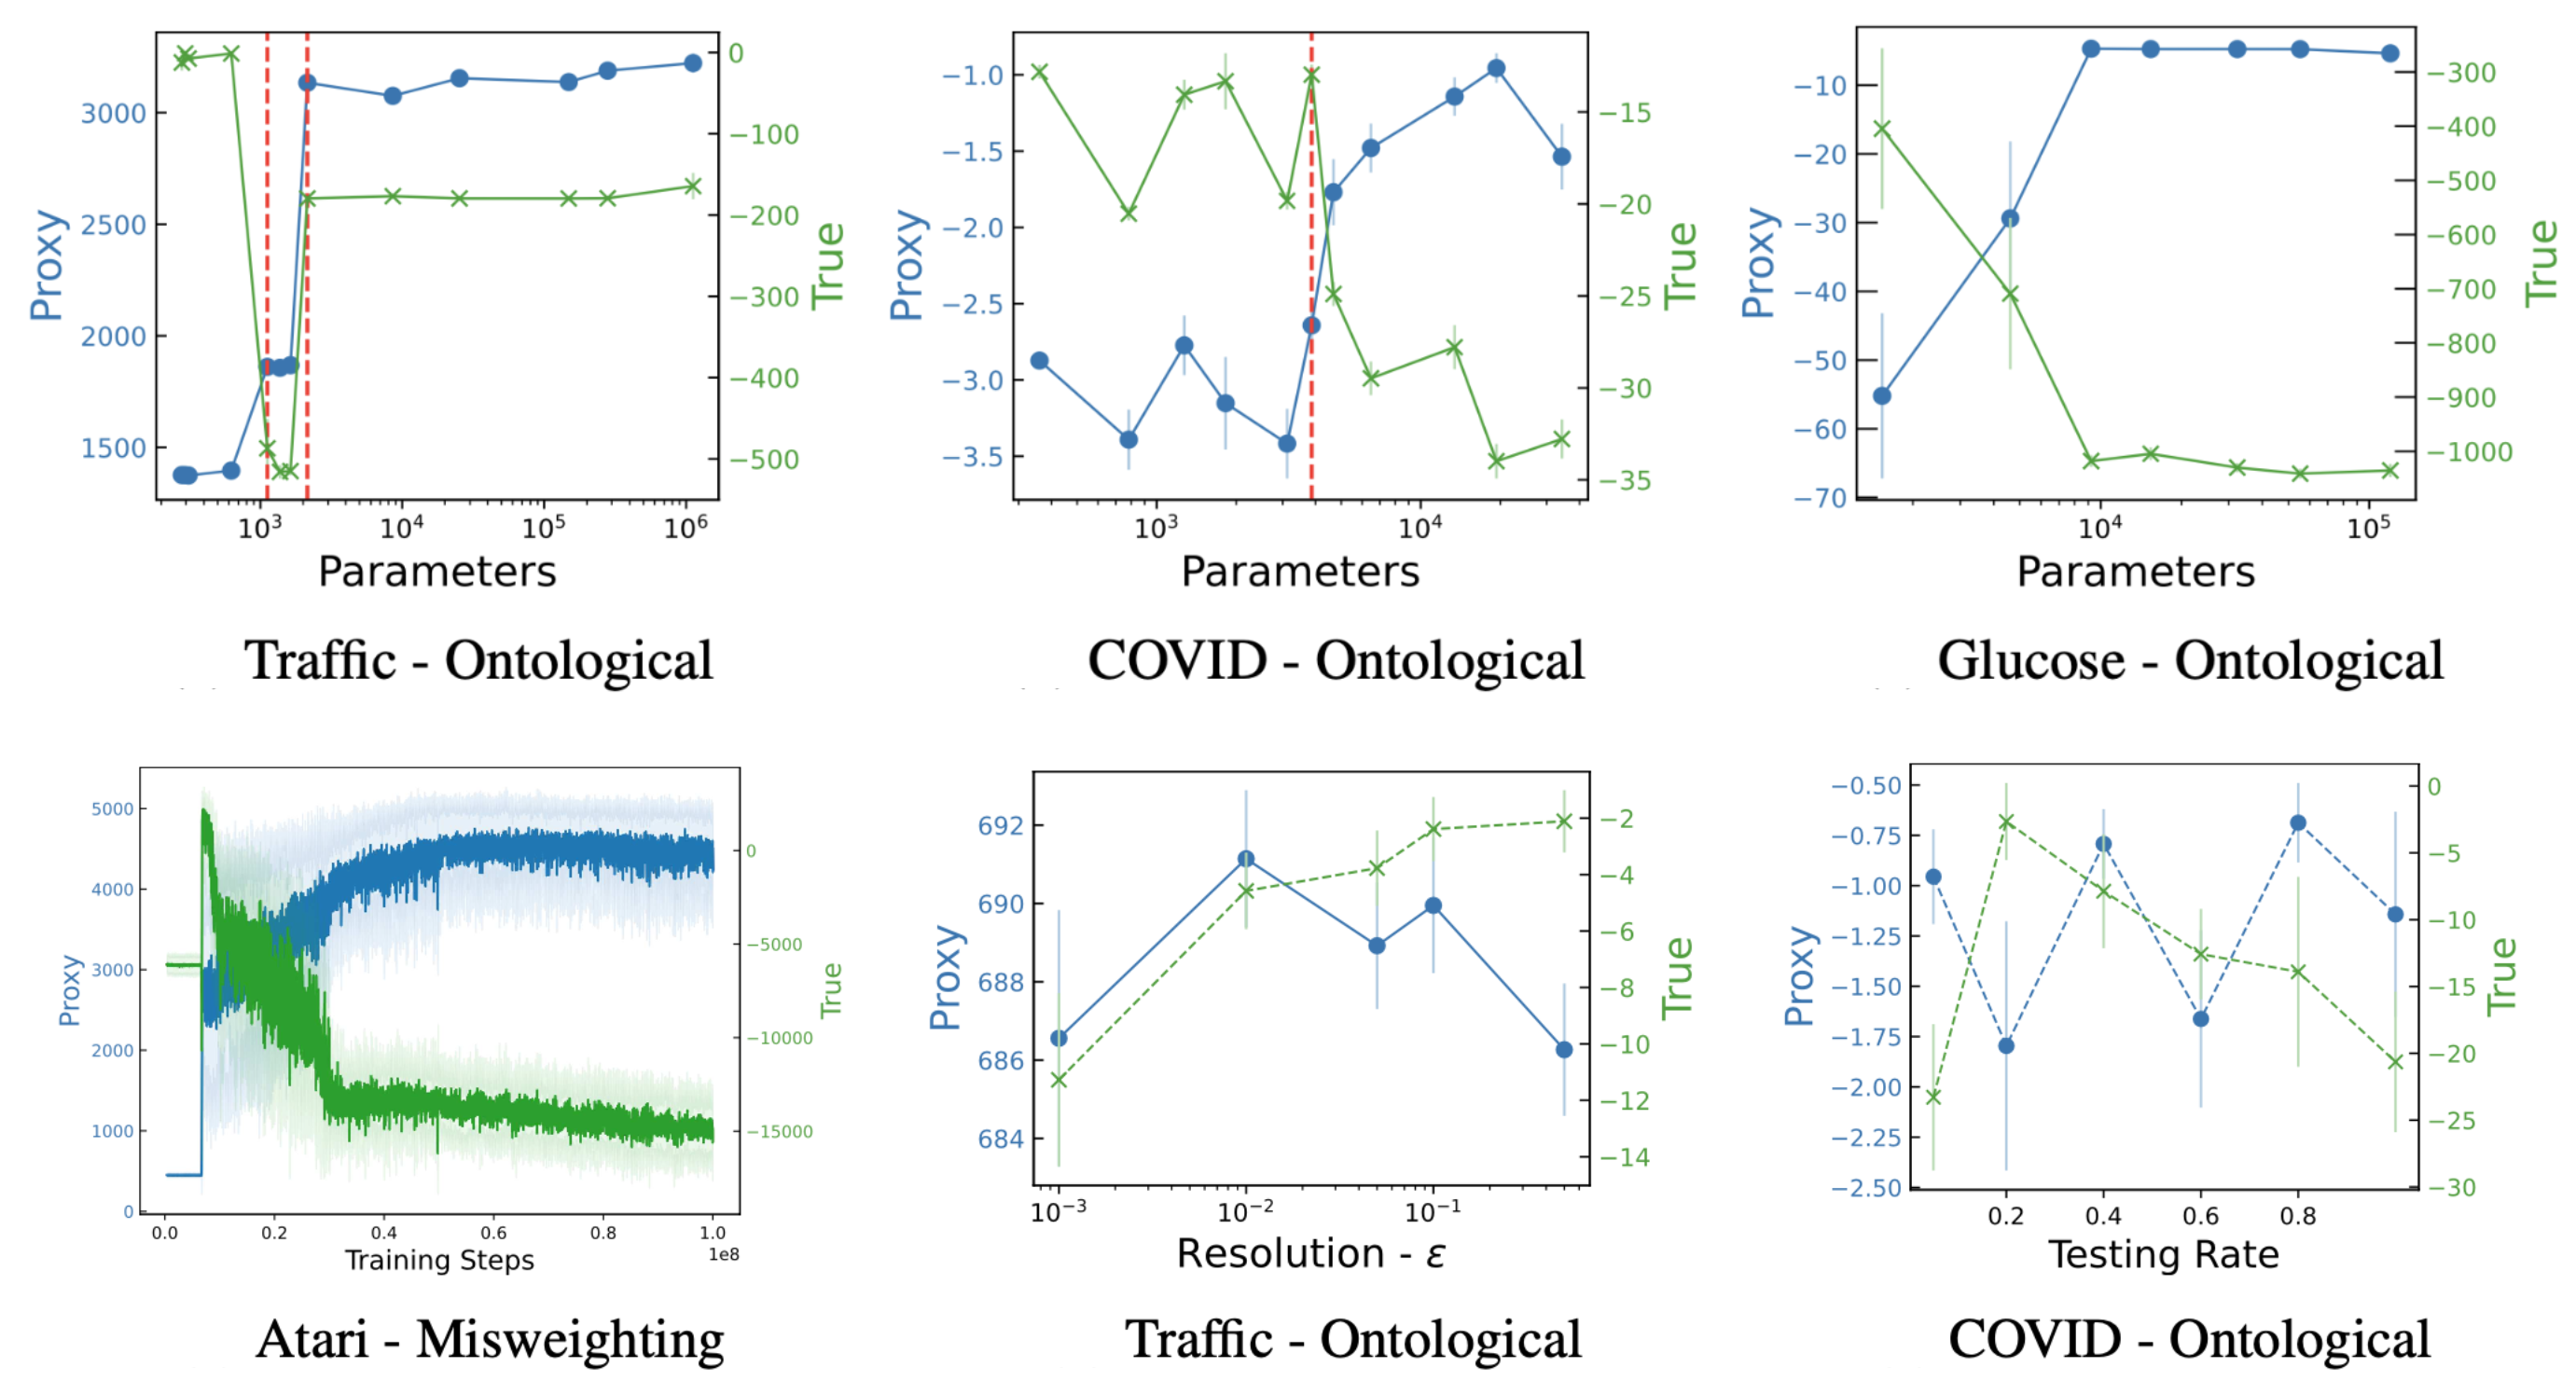 Proxy
3000
2500
2000
1500
0
−100
−200
−300
−400
−500
True
10³ 10⁴ 10⁵ 10⁶
Parameters
Traffic - Ontological
Proxy
−1.0
−1.5
−2.0
−2.5
−3.0
−3.5
−15
−20
−25
−30
−35
True
10³ 10⁴
Parameters
COVID - Ontological
Proxy
−10
−20
−30
−40
−50
−60
−70
−300
−400
−500
−600
−700
−800
−900
−1000
True
10⁴ 10⁵
Parameters
Glucose - Ontological
Proxy
5000
4000
3000
2000
1000
0
0
−5000
−10000
−15000
True
0.0 0.2 0.4 0.6 0.8 1.0
1e8
Training Steps
Atari - Misweighting
Proxy
692
690
688
686
684
−2
−4
−6
−8
−10
−12
−14
True
10⁻³ 10⁻² 10⁻¹
Resolution - ε
Traffic - Ontological
Proxy
−0.50
−0.75
−1.00
−1.25
−1.50
−1.75
−2.00
−2.25
−2.50
0
−5
−10
−15
−20
−25
−30
True
0.2 0.4 0.6 0.8
Testing Rate
COVID - Ontological